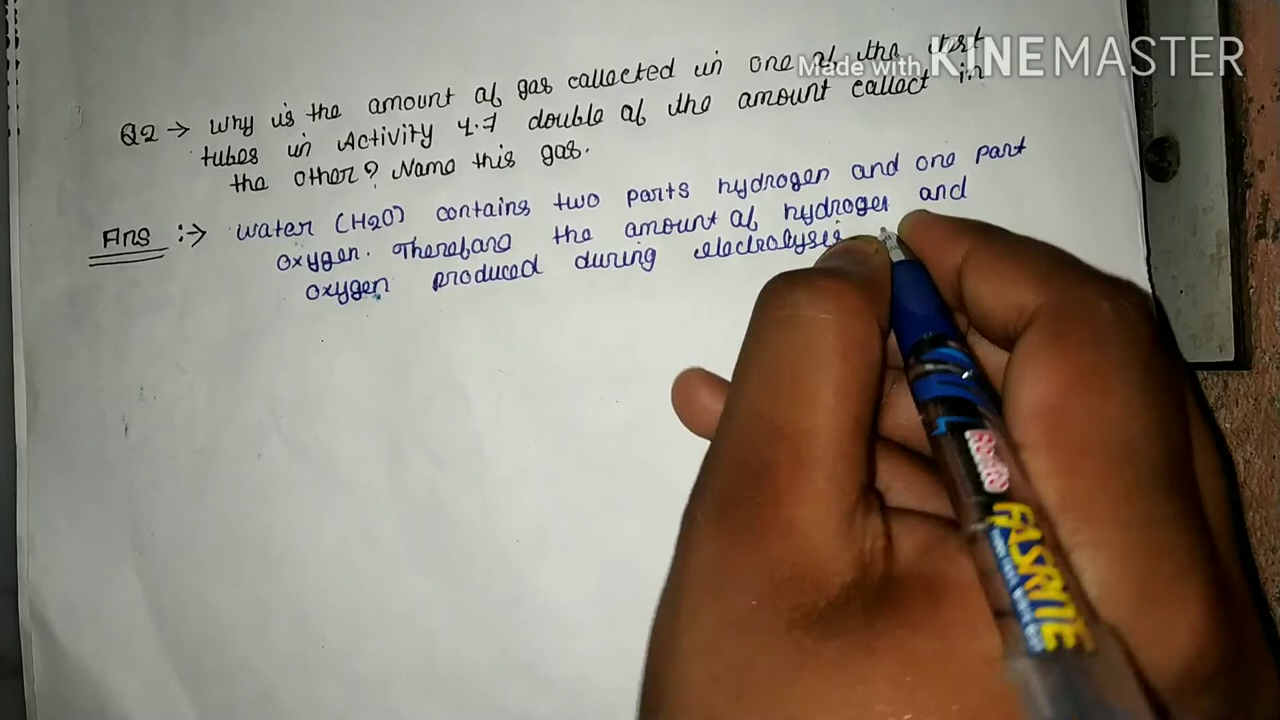 Made with KINEMASTER
Q2 → Why is the amount of gas collected in one of the test
tubes in Activity 4.7 double of the amount collect in
the other? Name this gas.
Ans :→ water (H2O) contains two parts hydrogen and one part
oxygen. Therefore the amount of hydrogen and
oxygen produced during electrolysis
FASRITE